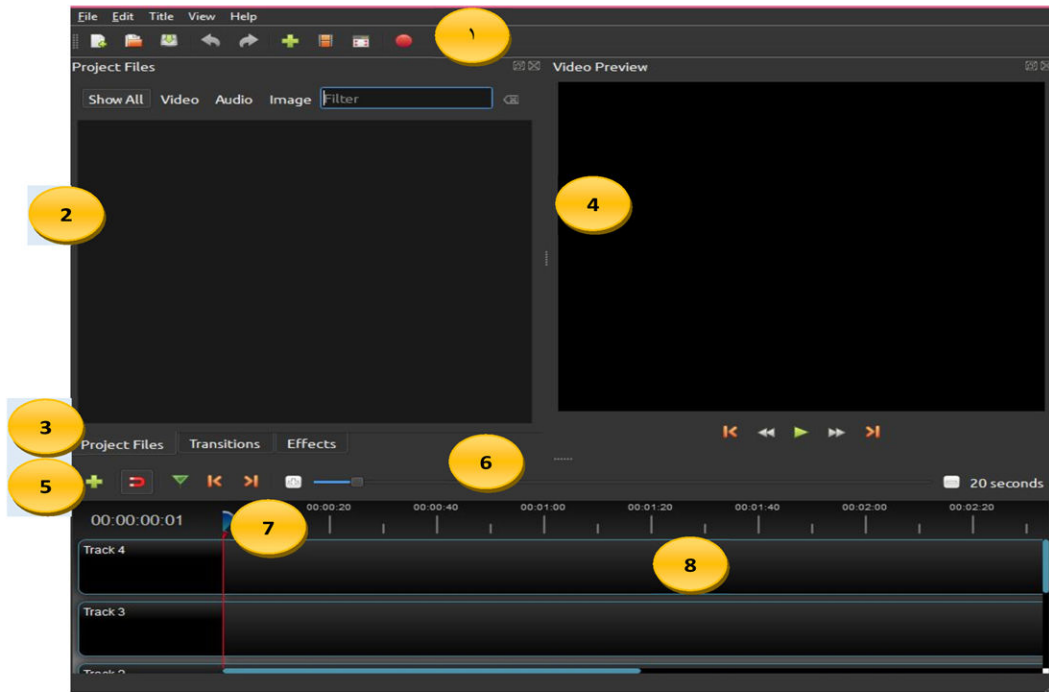 File Edit Title View Help
١
Project Files
Video Preview
Show All Video Audio Image Filter
2
4
3
Project Files Transitions Effects
6
5
20 seconds
00:00:00:01
7
00:00:20 00:00:40 00:01:00 00:01:20 00:01:40 00:02:00 00:02:20
Track 4
8
Track 3
Track 2